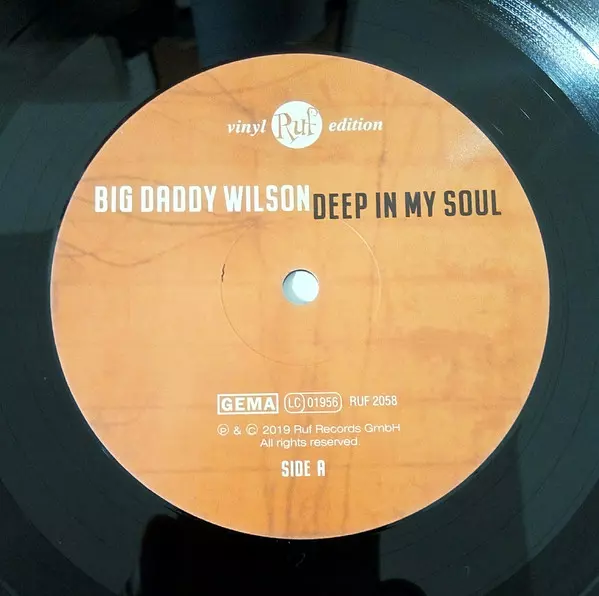 vinyl Ruf edition
BIG DADDY WILSON DEEP IN MY SOUL
GEMA LC 01956 RUF 2058
℗ & © 2019 Ruf Records GmbH
All rights reserved.
SIDE A